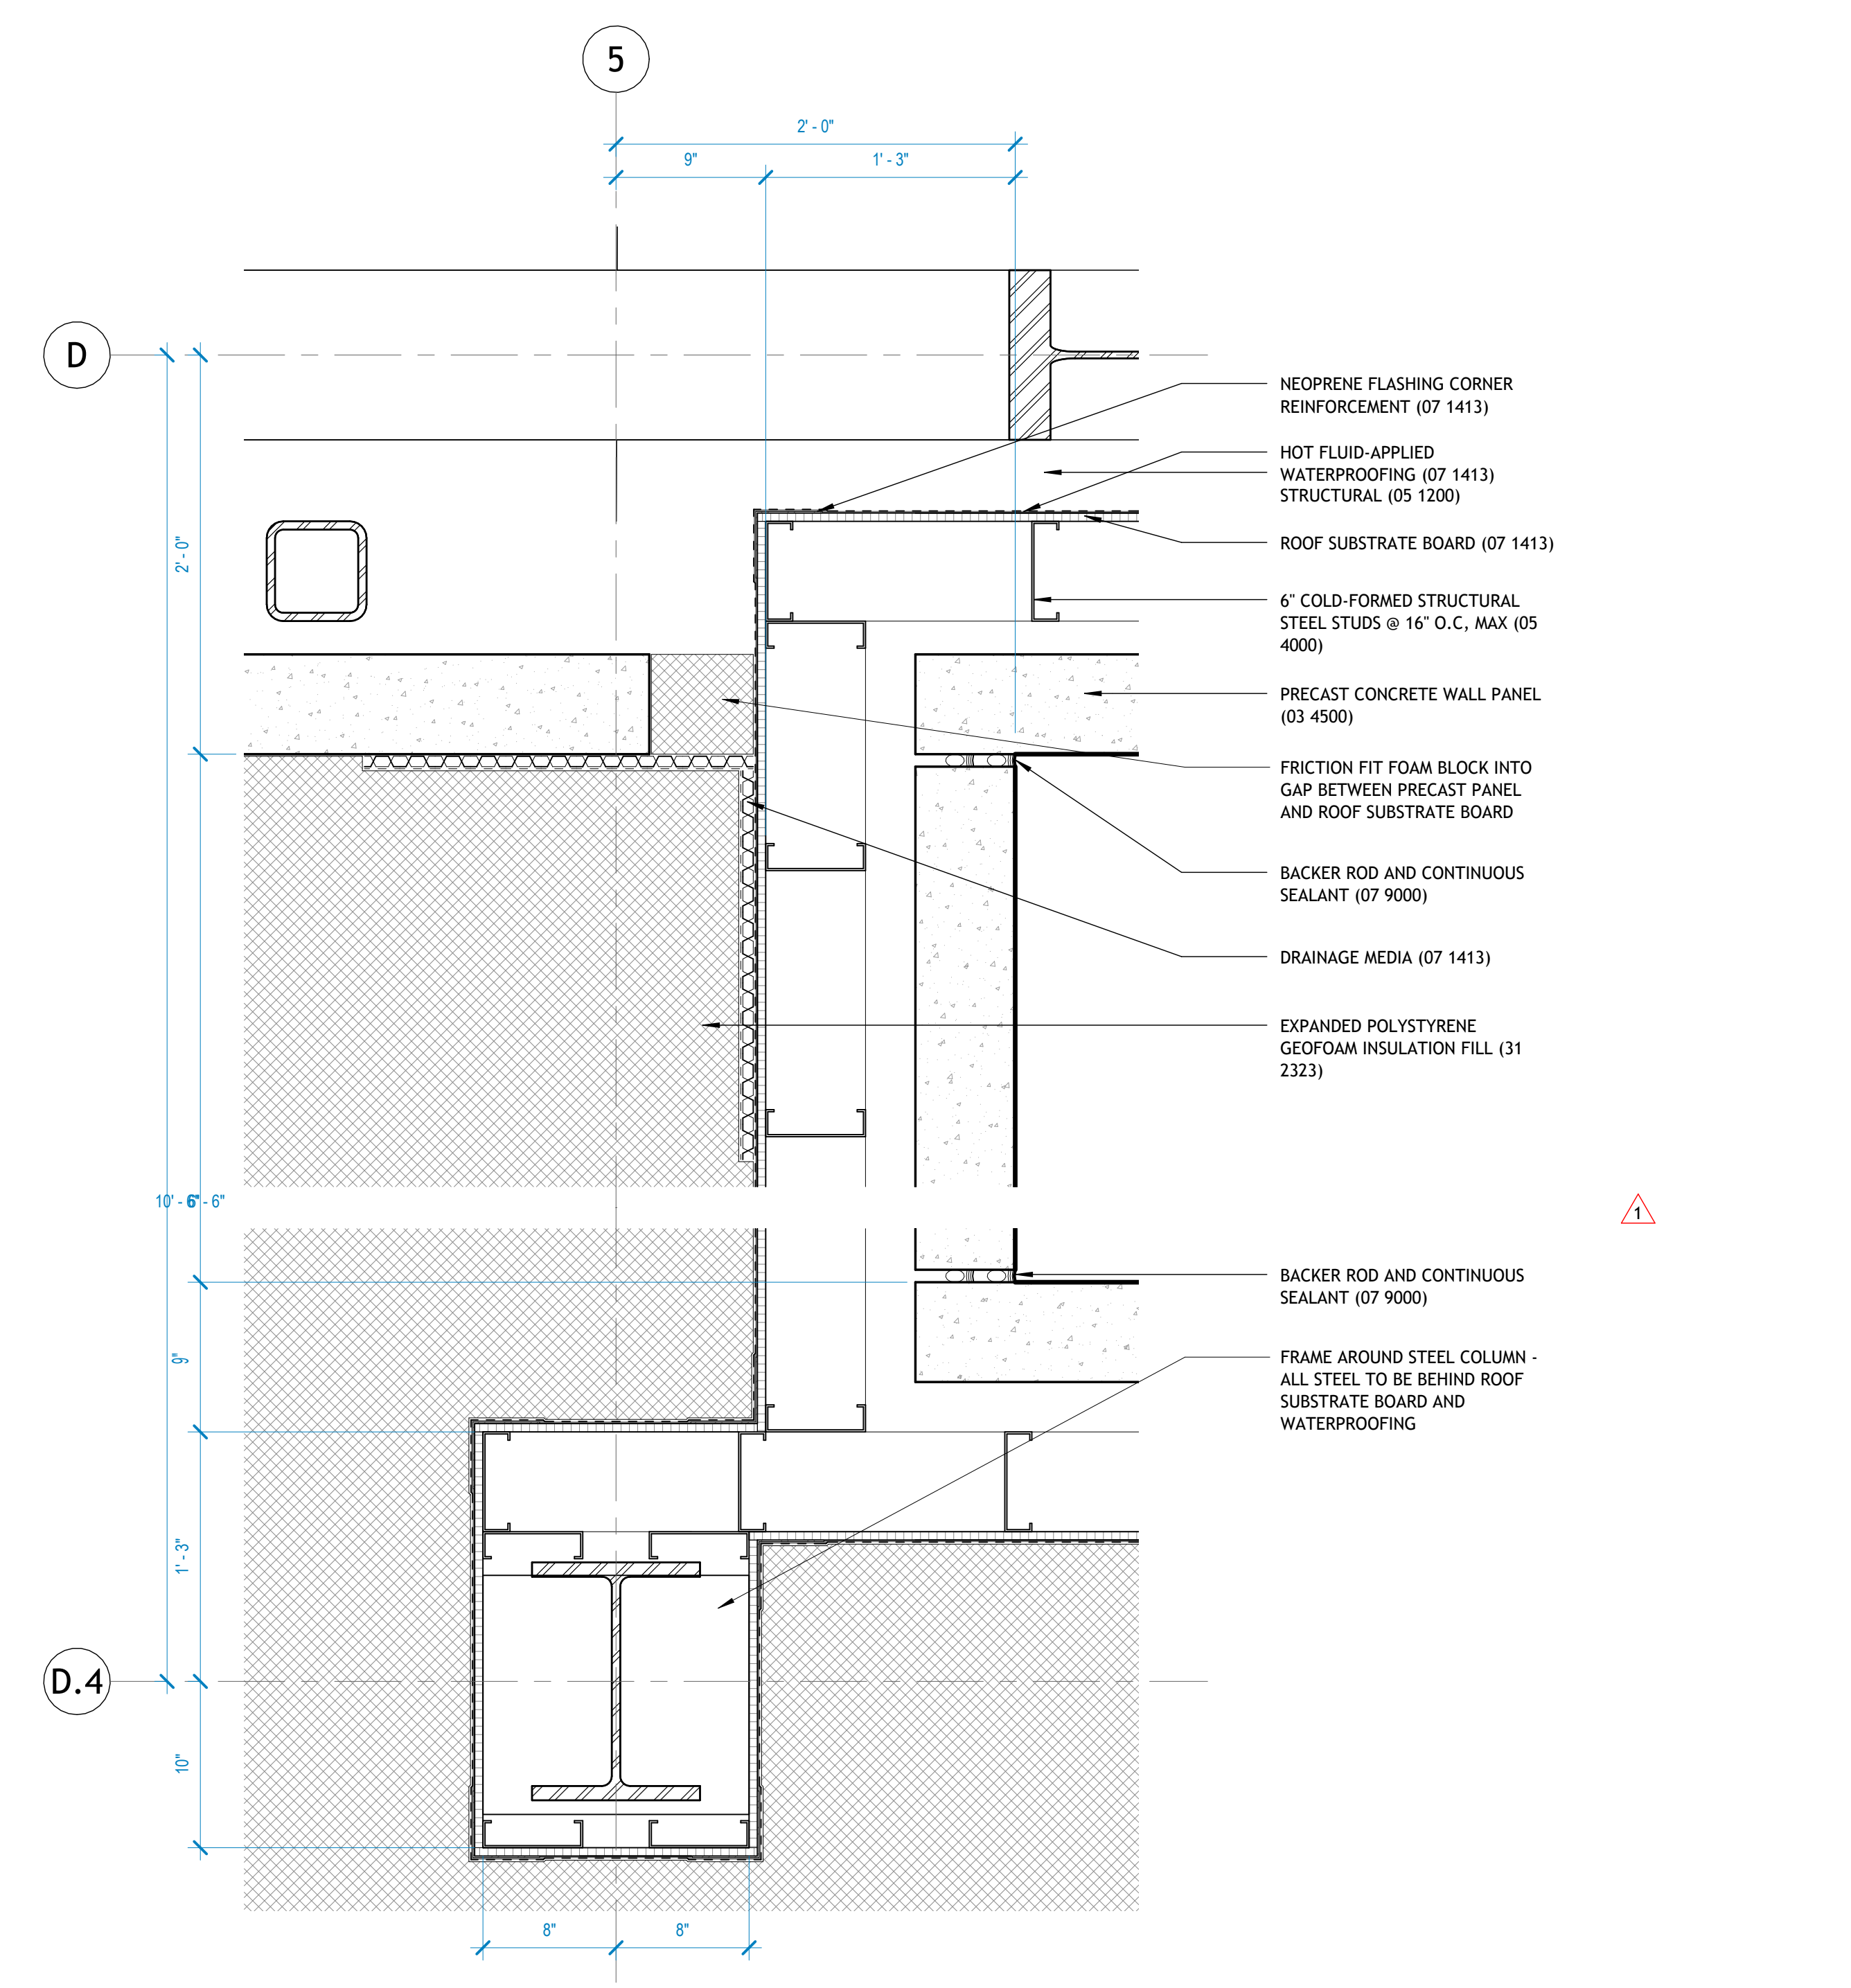 5
2' - 0"
9"
1' - 3"
D
NEOPRENE FLASHING CORNER
REINFORCEMENT (07 1413)
HOT FLUID-APPLIED
WATERPROOFING (07 1413)
STRUCTURAL (05 1200)
2' - 0"
ROOF SUBSTRATE BOARD (07 1413)
6" COLD-FORMED STRUCTURAL
STEEL STUDS @ 16" O.C, MAX (05
4000)
PRECAST CONCRETE WALL PANEL
(03 4500)
FRICTION FIT FOAM BLOCK INTO
GAP BETWEEN PRECAST PANEL
AND ROOF SUBSTRATE BOARD
BACKER ROD AND CONTINUOUS
SEALANT (07 9000)
DRAINAGE MEDIA (07 1413)
EXPANDED POLYSTYRENE
GEOFOAM INSULATION FILL (31
2323)
10' - 6"
1
BACKER ROD AND CONTINUOUS
SEALANT (07 9000)
9"
FRAME AROUND STEEL COLUMN -
ALL STEEL TO BE BEHIND ROOF
SUBSTRATE BOARD AND
WATERPROOFING
1' - 3"
D.4
10"
8"
8"